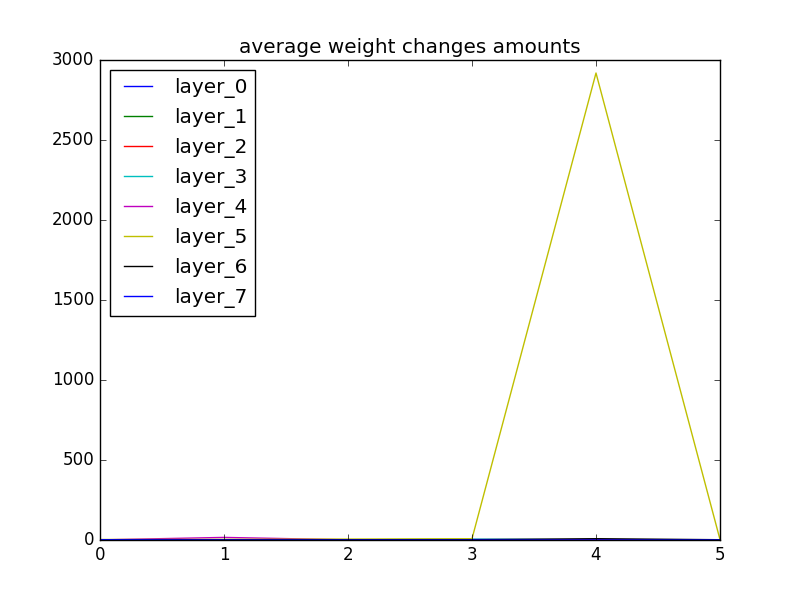 average weight changes amounts
3000
2500
2000
1500
1000
500
0
layer_0
layer_1
layer_2
layer_3
layer_4
layer_5
layer_6
layer_7
0 1 2 3 4 5